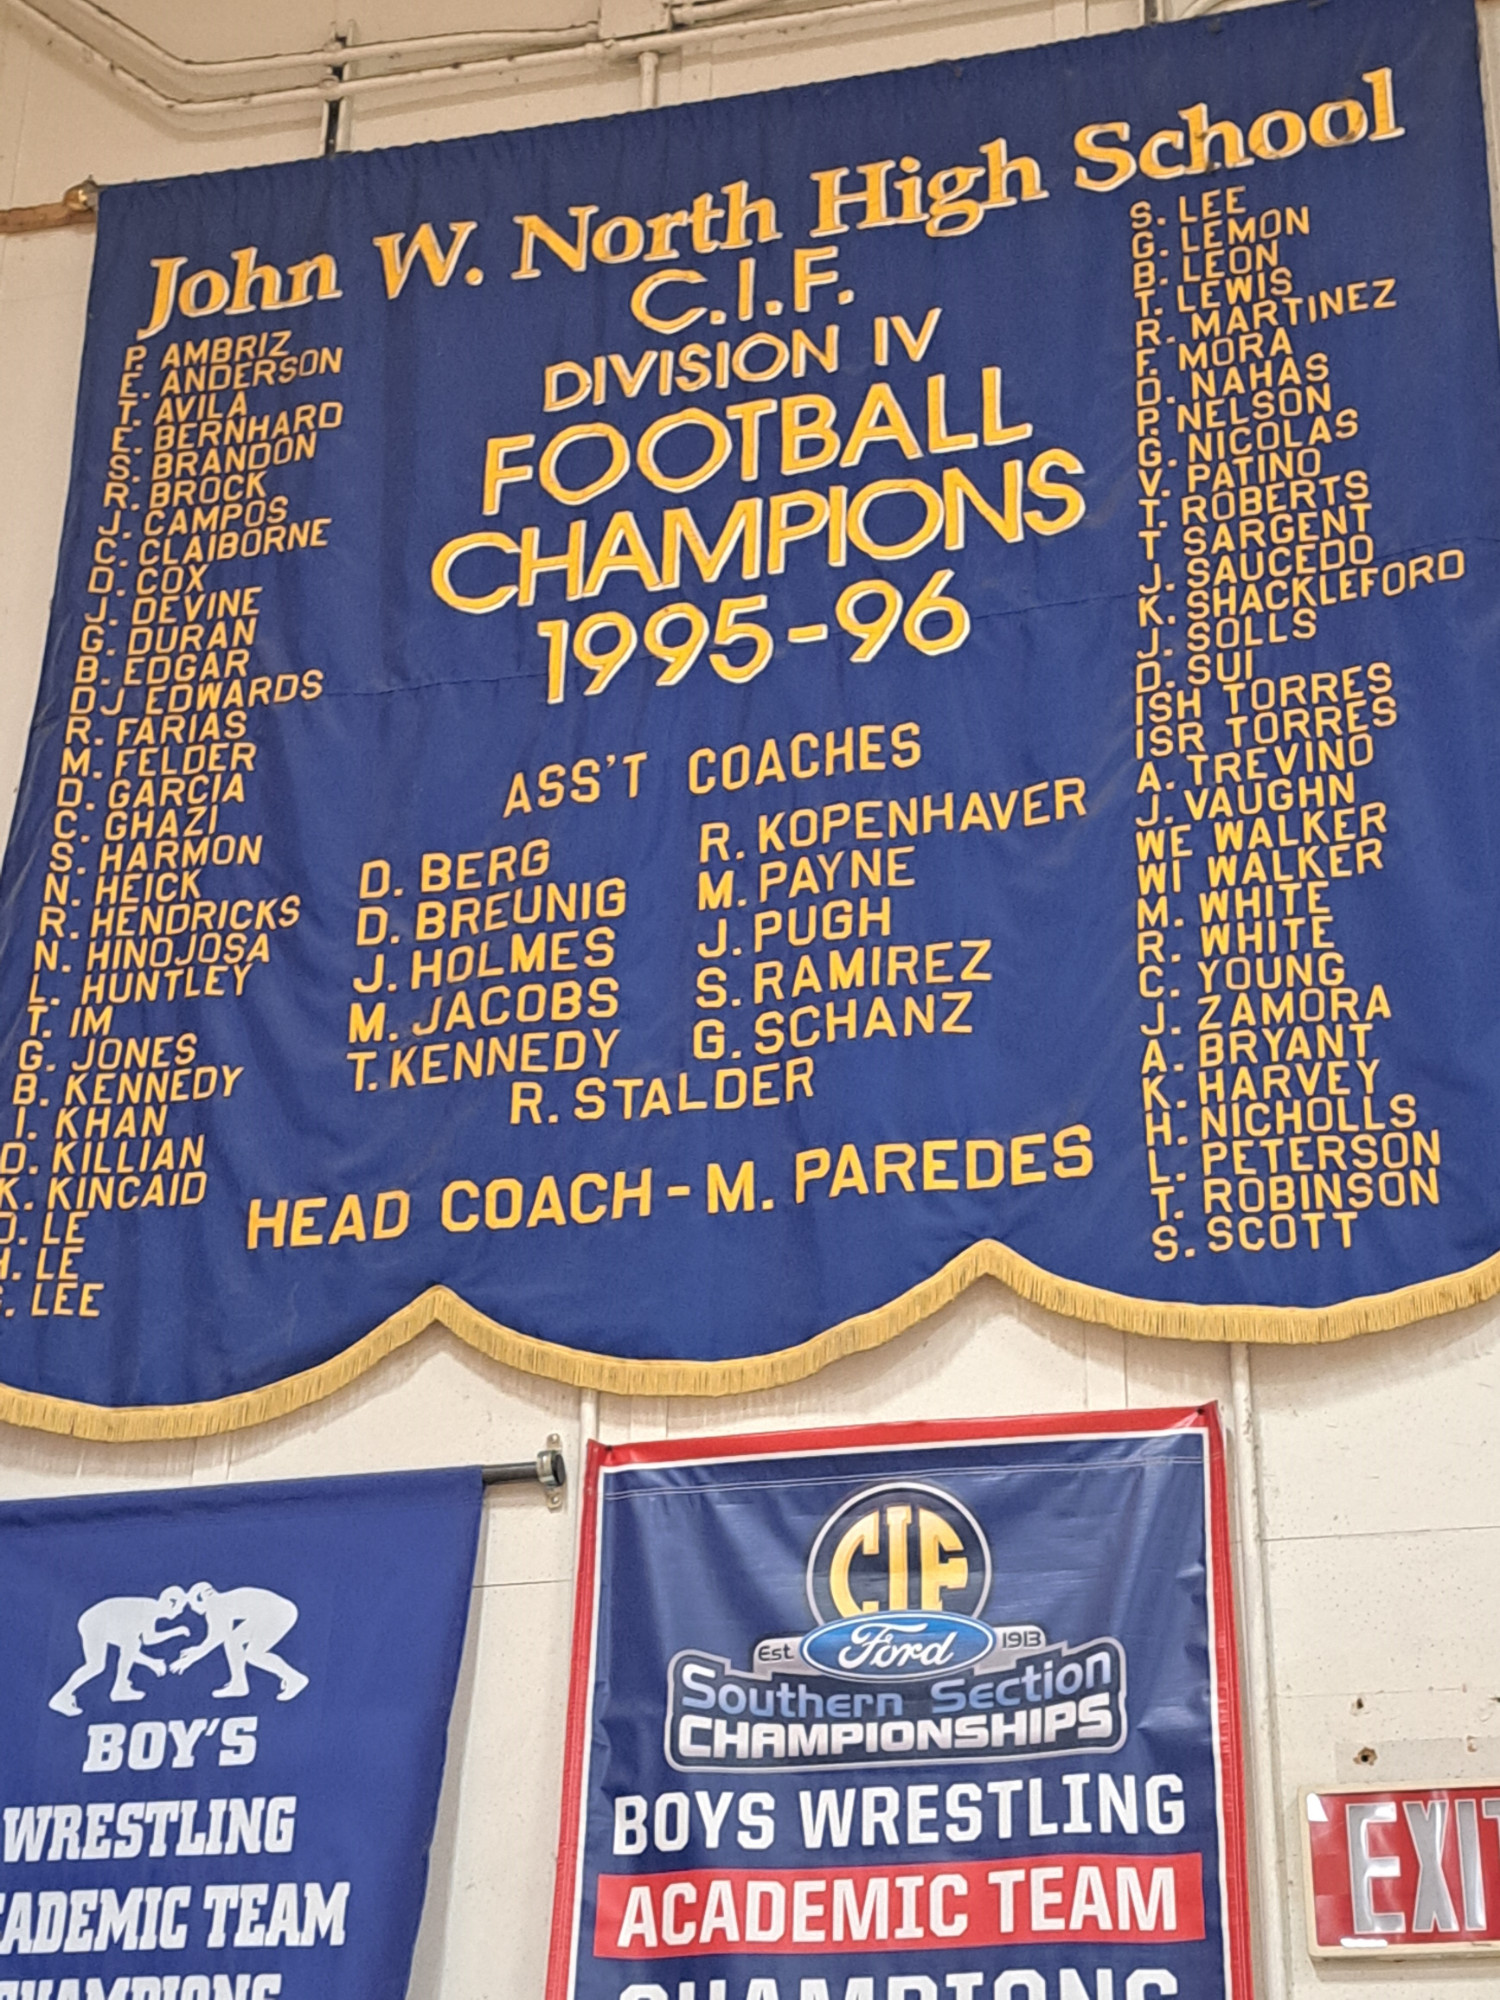 John W. North High School
C.I.F.
DIVISION IV
FOOTBALL
CHAMPIONS
1995-96
P. AMBRIZ
E. ANDERSON
T. AVILA
E. BERNHARD
S. BRANDON
R. BROCK
J. CAMPOS
C. CLAIBORNE
D. COX
J. DEVINE
G. DURAN
B. EDGAR
DJ EDWARDS
R. FARIAS
M. FELDER
D. GARCIA
C. GHAZI
S. HARMON
N. HEICK
R. HENDRICKS
N. HINOJOSA
L. HUNTLEY
T. IM
G. JONES
B. KENNEDY
I. KHAN
D. KILLIAN
K. KINCAID
LE
LE
LEE
ASS'T COACHES
D. BERG
D. BREUNIG
J. HOLMES
M. JACOBS
T. KENNEDY
R. KOPENHAVER
M. PAYNE
J. PUGH
S. RAMIREZ
G. SCHANZ
R. STALDER
HEAD COACH - M. PAREDES
S. LEE
G. LEMON
B. LEON
T. LEWIS
R. MARTINEZ
F. MORA
D. NAHAS
P. NELSON
G. NICOLAS
V. PATINO
T. ROBERTS
T SARGENT
J. SAUCEDO
K. SHACKLEFORD
J. SOLLS
D. SUI
ISH TORRES
ISR TORRES
A. TREVINO
J. VAUGHN
WE WALKER
WI WALKER
M. WHITE
R. WHITE
C. YOUNG
J. ZAMORA
A. BRYANT
K. HARVEY
H. NICHOLLS
L. PETERSON
T. ROBINSON
S. SCOTT
BOY'S
WRESTLING
ADEMIC TEAM
CHAMPIONS
CIF
Est Ford 1913
Southern Section
CHAMPIONSHIPS
BOYS WRESTLING
ACADEMIC TEAM
CHAMPIONS
EXIT